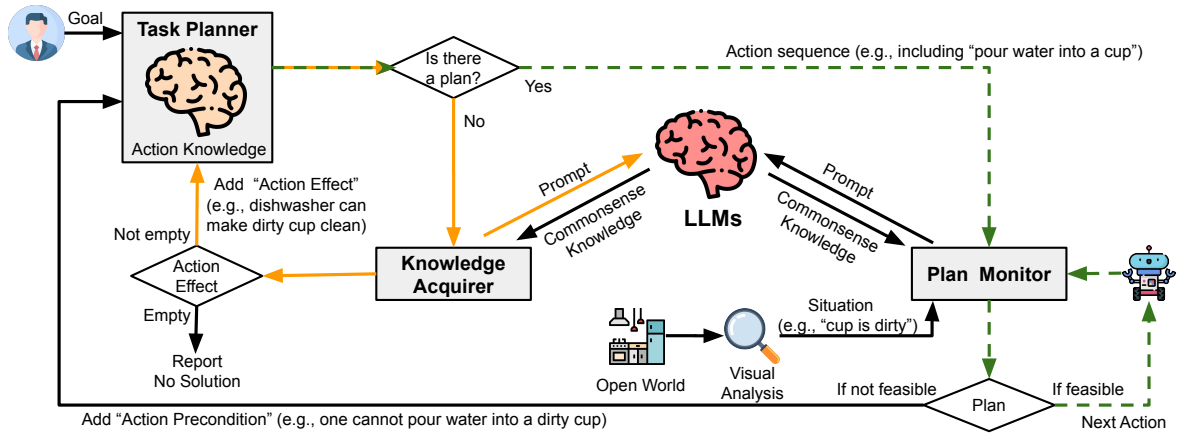 Goal
Task Planner
Action Knowledge
Is there
a plan?
Yes
No
Action sequence (e.g., including “pour water into a cup”)
Add “Action Effect”
(e.g., dishwasher can
make dirty cup clean)
Not empty
Action
Effect
Empty
Report
No Solution
Knowledge
Acquirer
Prompt
Commonsense
Knowledge
LLMs
Prompt
Commonsense
Knowledge
Plan Monitor
Situation
(e.g., “cup is dirty”)
Open World
Visual
Analysis
If not feasible
Plan
If feasible
Next Action
Add “Action Precondition” (e.g., one cannot pour water into a dirty cup)